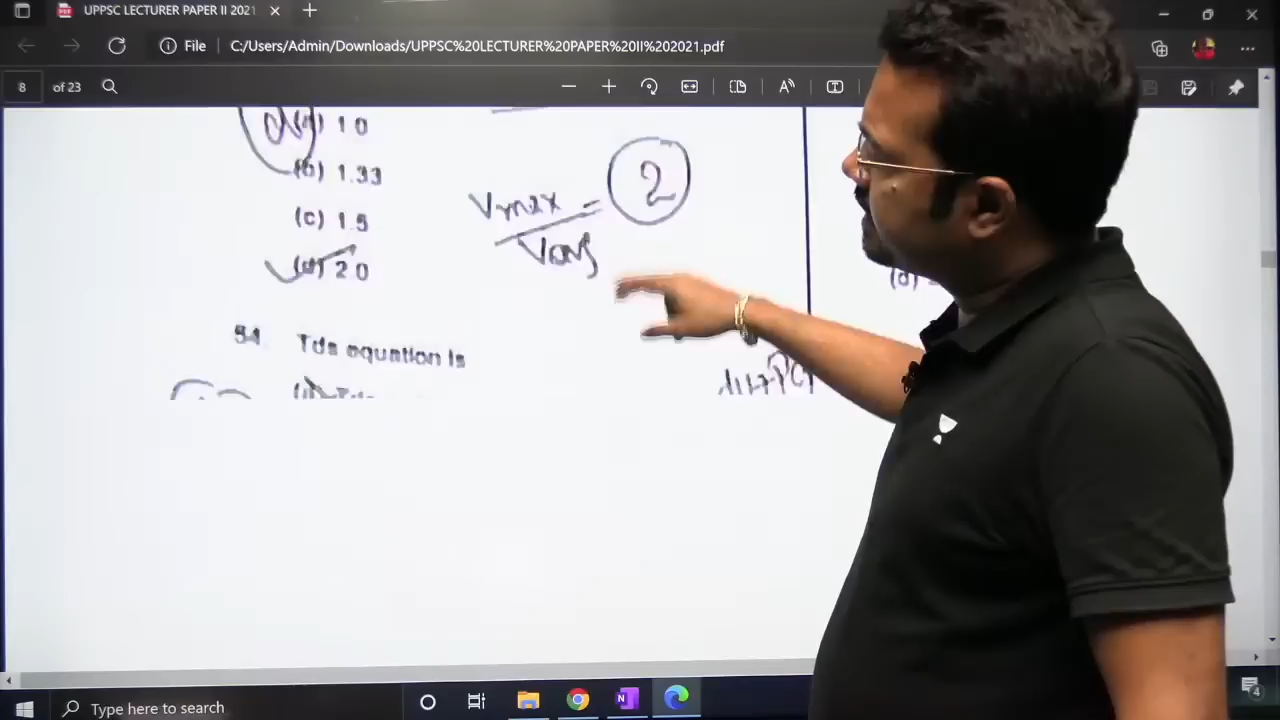 UPPSC LECTURER PAPER II 2021
File C:/Users/Admin/Downloads/UPPSC%20LECTURER%20PAPER%20II%202021.pdf
8 of 23
1 0
(b) 1.33
(c) 1.5
(d) 2 0
Vmax = 2
Vavg
54. Tds equation is
Type here to search
4